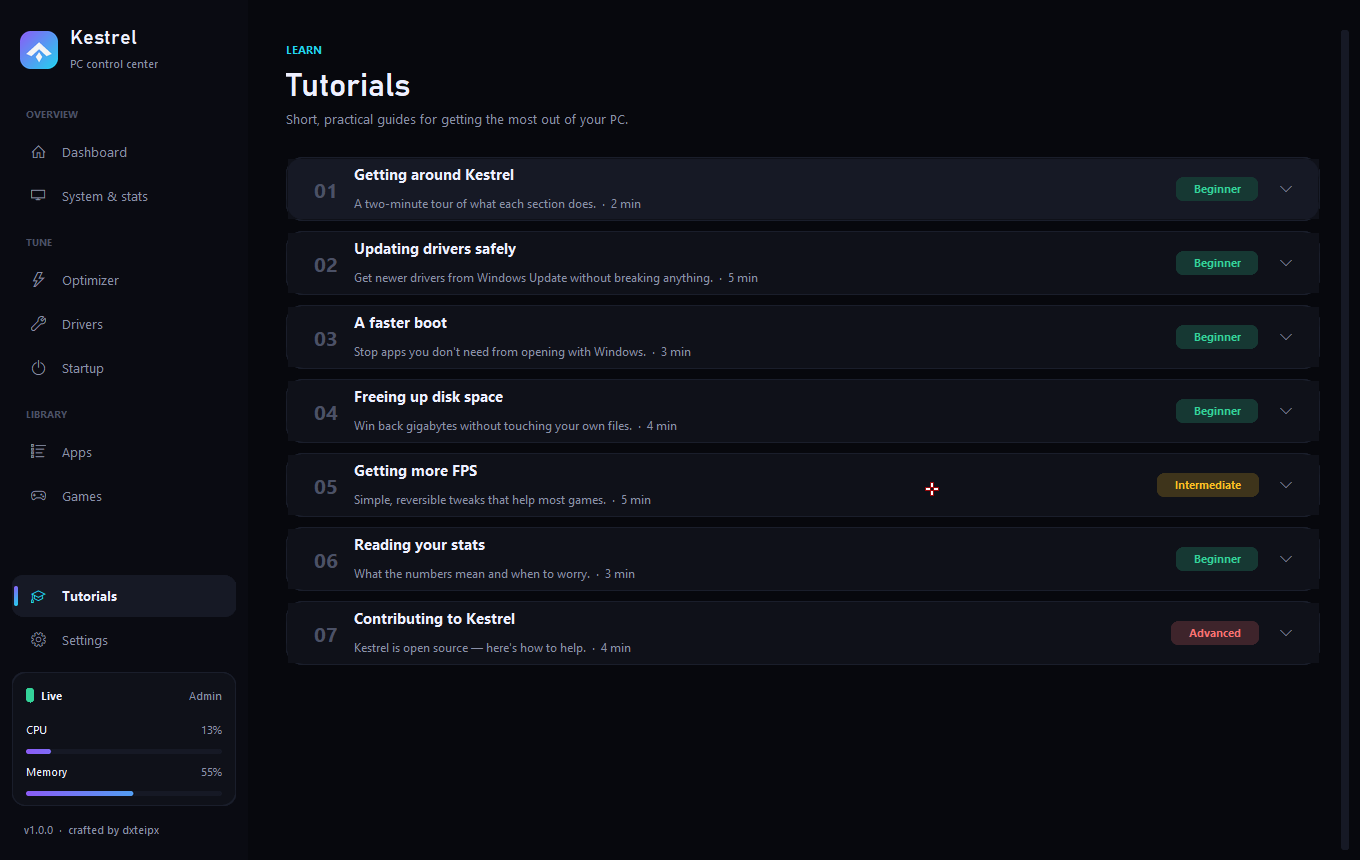 Kestrel
PC control center
OVERVIEW
Dashboard
System & stats
TUNE
Optimizer
Drivers
Startup
LIBRARY
Apps
Games
Tutorials
Settings
Live Admin
CPU 13%
Memory 55%
v1.0.0 · crafted by dxteipx
LEARN
Tutorials
Short, practical guides for getting the most out of your PC.
01 Getting around Kestrel Beginner
A two-minute tour of what each section does. · 2 min
02 Updating drivers safely Beginner
Get newer drivers from Windows Update without breaking anything. · 5 min
03 A faster boot Beginner
Stop apps you don't need from opening with Windows. · 3 min
04 Freeing up disk space Beginner
Win back gigabytes without touching your own files. · 4 min
05 Getting more FPS Intermediate
Simple, reversible tweaks that help most games. · 5 min
06 Reading your stats Beginner
What the numbers mean and when to worry. · 3 min
07 Contributing to Kestrel Advanced
Kestrel is open source — here's how to help. · 4 min